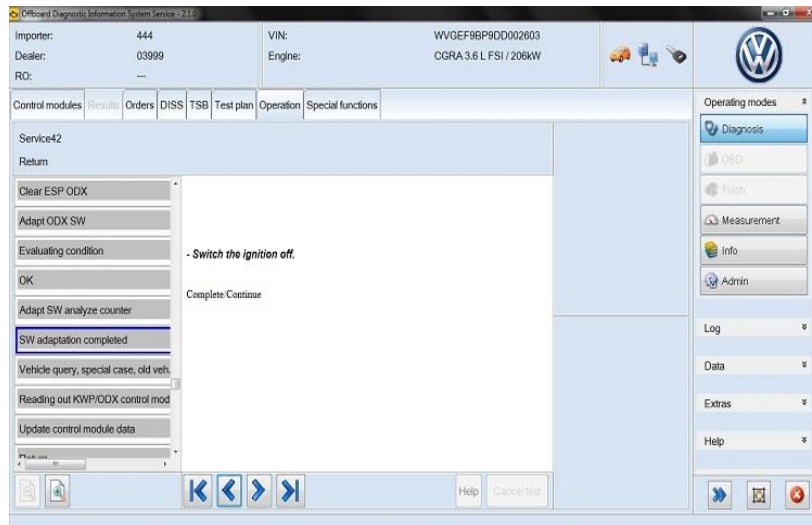 Offboard Diagnostic Information System Service - 2.1.0
Importer: 444 VIN: WVGEF9BP9DD002603
Dealer: 03999 Engine: CGRA 3.6 L FSI / 206kW
RO: ---
Control modules Results Orders DISS TSB Test plan Operation Special functions
Operating modes
Service42
Return
Diagnosis
OBD
Flash
Measurement
Info
Admin
Log
Data
Extras
Help
Clear ESP ODX
Adapt ODX SW
Evaluating condition
OK
Adapt SW analyze counter
SW adaptation completed
Vehicle query, special case, old veh.
Reading out KWP/ODX control mod
Update control module data
- Switch the ignition off.
Complete/Continue
Help Cancel test